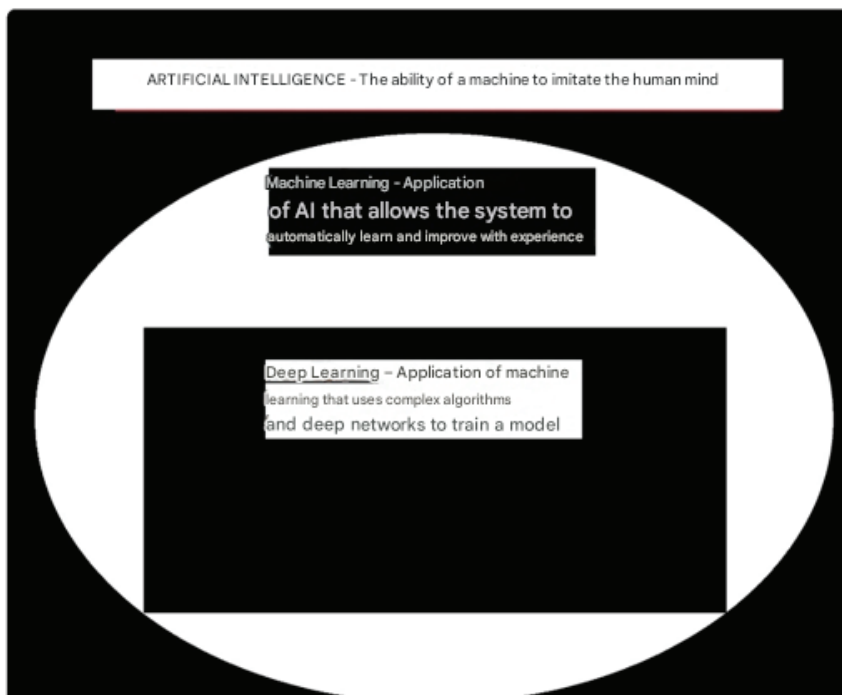 ARTIFICIAL INTELLIGENCE - The ability of a machine to imitate the human mind
Machine Learning - Application
of AI that allows the system to
automatically learn and improve with experience
Deep Learning – Application of machine
learning that uses complex algorithms
and deep networks to train a model